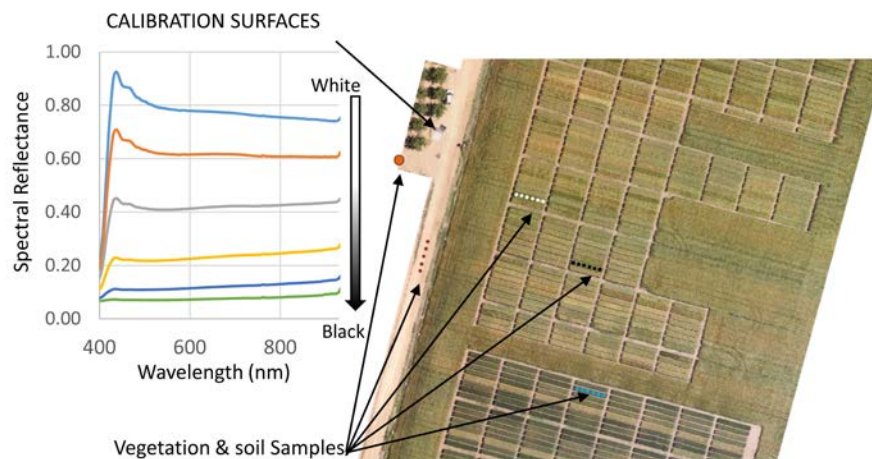 CALIBRATION SURFACES
1.00
0.80
0.60
0.40
0.20
0.00
Spectral Reflectance
400
600
800
Wavelength (nm)
White
Black
Vegetation & soil Samples